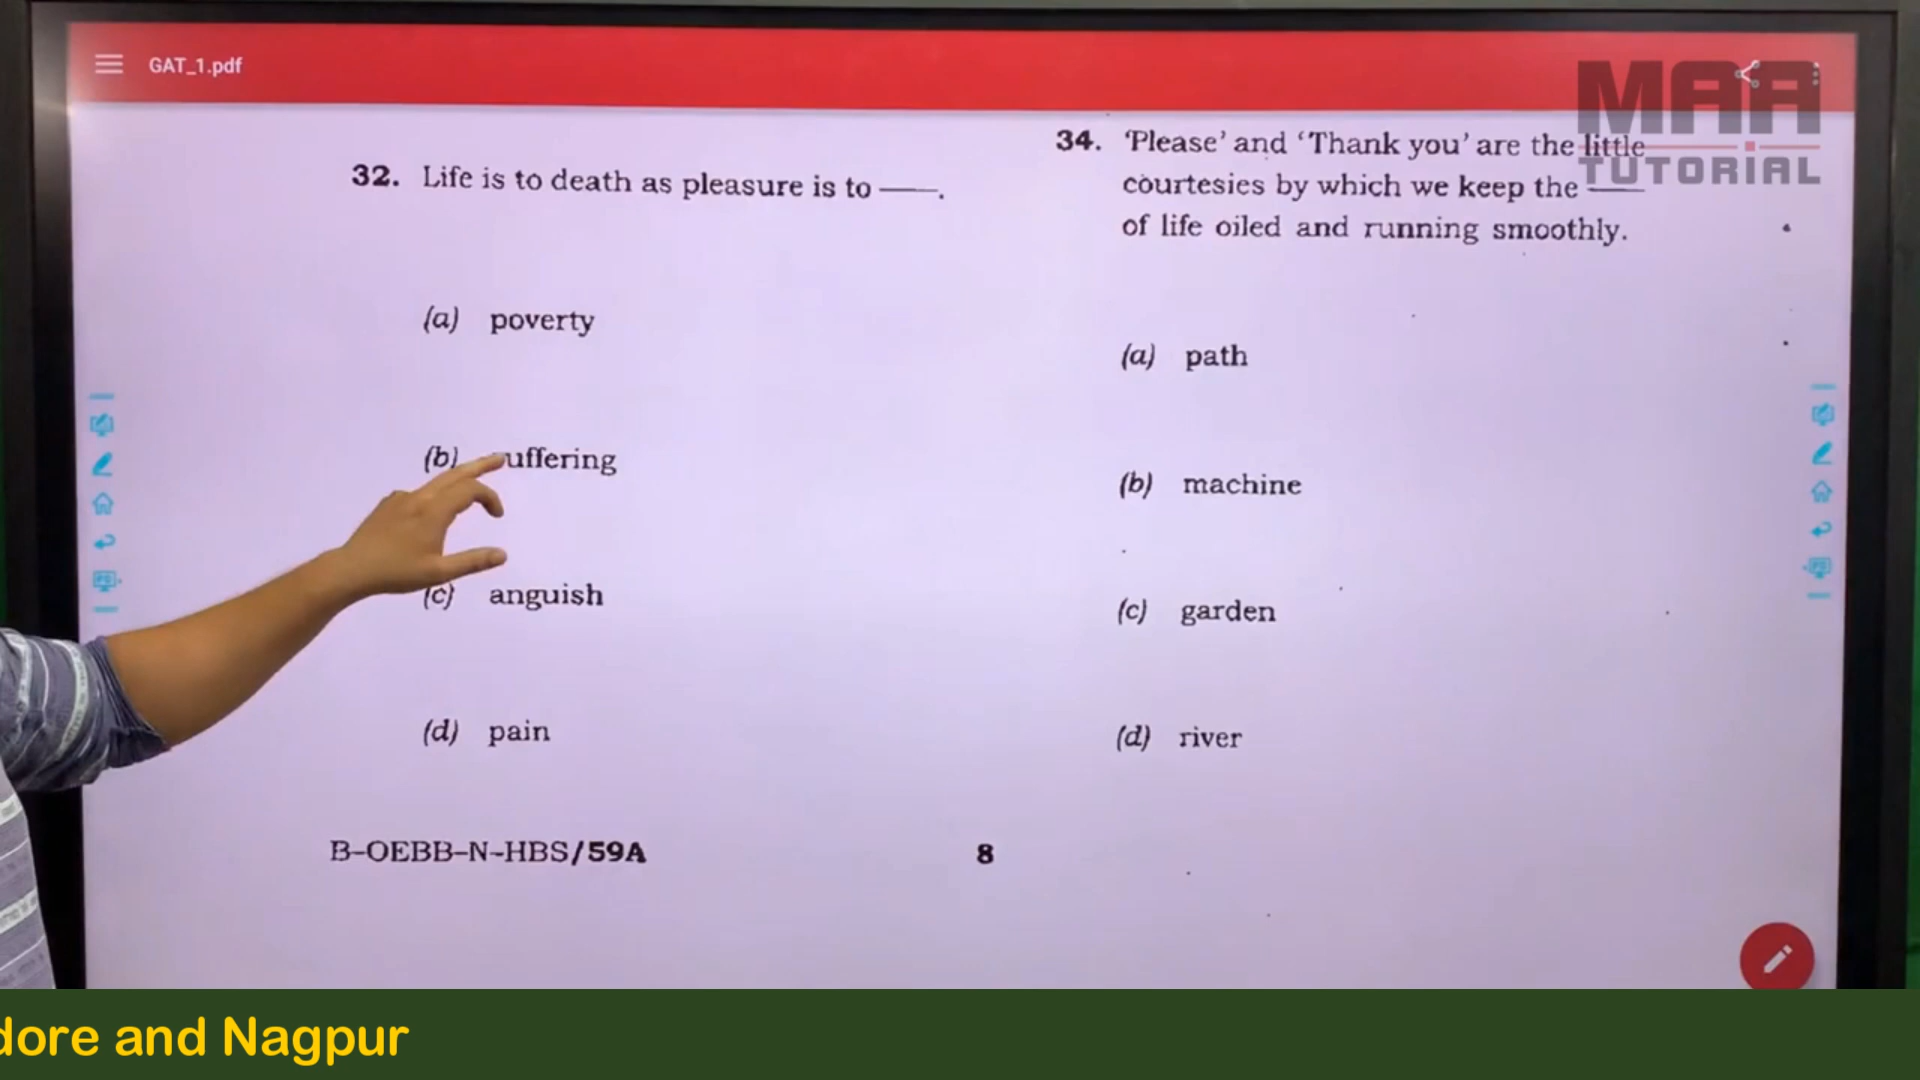 GAT_1.pdf
MAA
TUTORIAL
32. Life is to death as pleasure is to —.
(a) poverty
(b) suffering
(c) anguish
(d) pain
34. ‘Please’ and ‘Thank you’ are the little
courtesies by which we keep the —
of life oiled and running smoothly.
(a) path
(b) machine
(c) garden
(d) river
B-OEBB-N-HBS/59A
8
dore and Nagpur